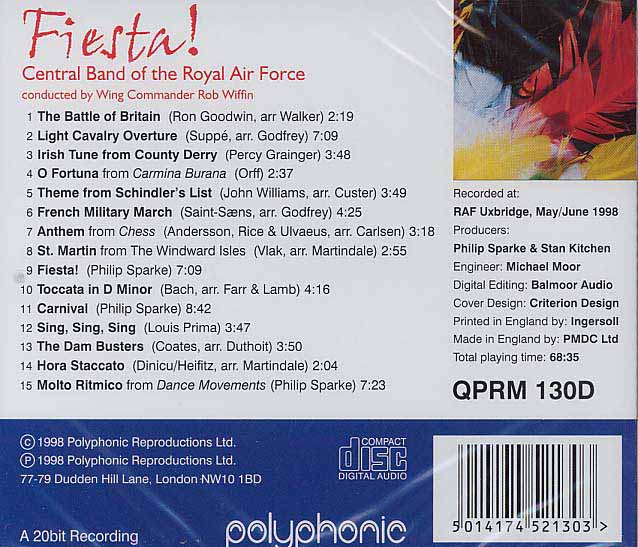 Fiesta!
Central Band of the Royal Air Force
conducted by Wing Commander Rob Wiffin
1 The Battle of Britain (Ron Goodwin, arr Walker) 2:19
2 Light Cavalry Overture (Suppé, arr. Godfrey) 7:09
3 Irish Tune from County Derry (Percy Grainger) 3:48
4 O Fortuna from Carmina Burana (Orff) 2:37
5 Theme from Schindler's List (John Williams, arr. Custer) 3:49
6 French Military March (Saint-Sæns, arr Godfrey) 4:25
7 Anthem from Chess (Andersson, Rice & Ulvaeus, arr. Carlsen) 3:18
8 St. Martin from The Windward Isles (Vlak, arr. Martindale) 2:55
9 Fiesta! (Philip Sparke) 7:09
10 Toccata in D Minor (Bach, arr. Farr & Lamb) 4:16
11 Carnival (Philip Sparke) 8:42
12 Sing, Sing, Sing (Louis Prima) 3:47
13 The Dam Busters (Coates, arr. Duthoit) 3:50
14 Hora Staccato (Dinicu/Heifitz, arr. Martindale) 2:04
15 Molto Ritmico from Dance Movements (Philip Sparke) 7:23
Recorded at:
RAF Uxbridge, May/June 1998
Producers:
Philip Sparke & Stan Kitchen
Engineer: Michael Moor
Digital Editing: Balmoor Audio
Cover Design: Criterion Design
Printed in England by: Ingersoll
Made in England by: PMDC Ltd
Total playing time: 68:35
QPRM 130D
© 1998 Polyphonic Reproductions Ltd.
℗ 1998 Polyphonic Reproductions Ltd.
77-79 Dudden Hill Lane, London NW10 1BD
A 20bit Recording
COMPACT
disc
DIGITAL AUDIO
polyphonic
5 014174 521303 >